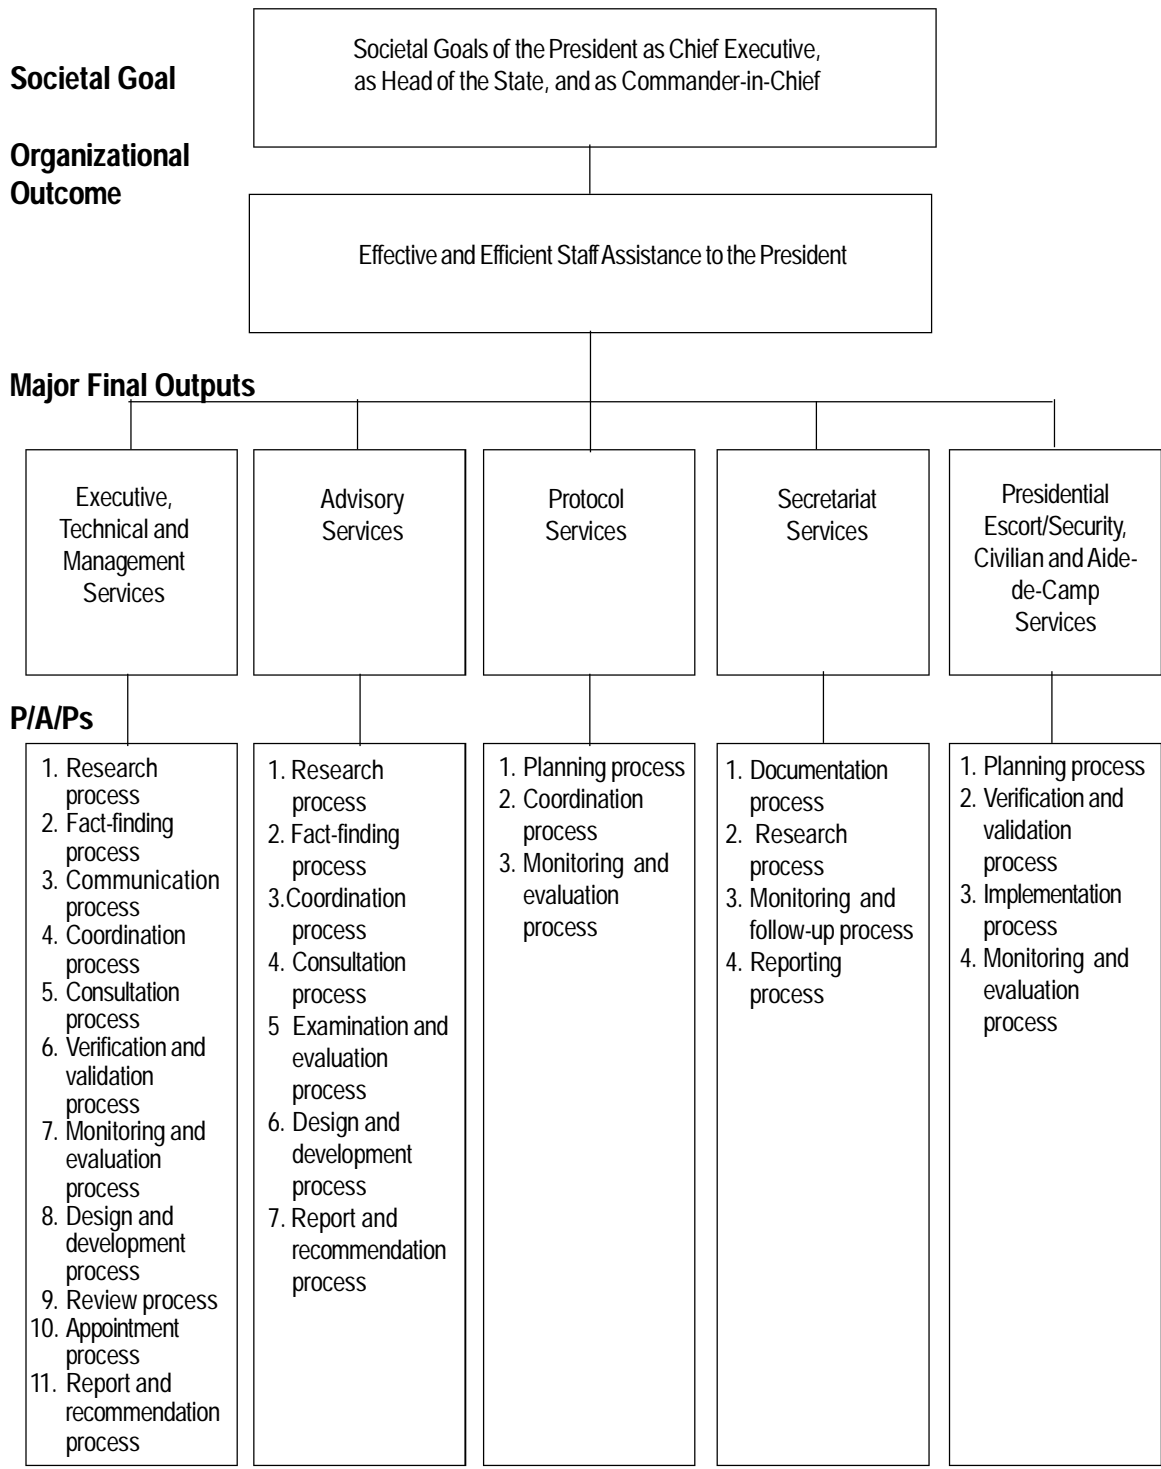 Societal Goal
Societal Goals of the President as Chief Executive,
as Head of the State, and as Commander-in-Chief
Organizational
Outcome
Effective and Efficient Staff Assistance to the President
Major Final Outputs
Executive,
Technical and
Management
Services
Advisory
Services
Protocol
Services
Secretariat
Services
Presidential
Escort/Security,
Civilian and Aide-
de-Camp
Services
P/A/Ps
1. Research
process
2. Fact-finding
process
3. Communication
process
4. Coordination
process
5. Consultation
process
6. Verification and
validation
process
7. Monitoring and
evaluation
process
8. Design and
development
process
9. Review process
10. Appointment
process
11. Report and
recommendation
process
1. Research
process
2. Fact-finding
process
3.Coordination
process
4. Consultation
process
5 Examination and
evaluation
process
6. Design and
development
process
7. Report and
recommendation
process
1. Planning process
2. Coordination
process
3. Monitoring and
evaluation
process
1. Documentation
process
2. Research
process
3. Monitoring and
follow-up process
4. Reporting
process
1. Planning process
2. Verification and
validation
process
3. Implementation
process
4. Monitoring and
evaluation
process